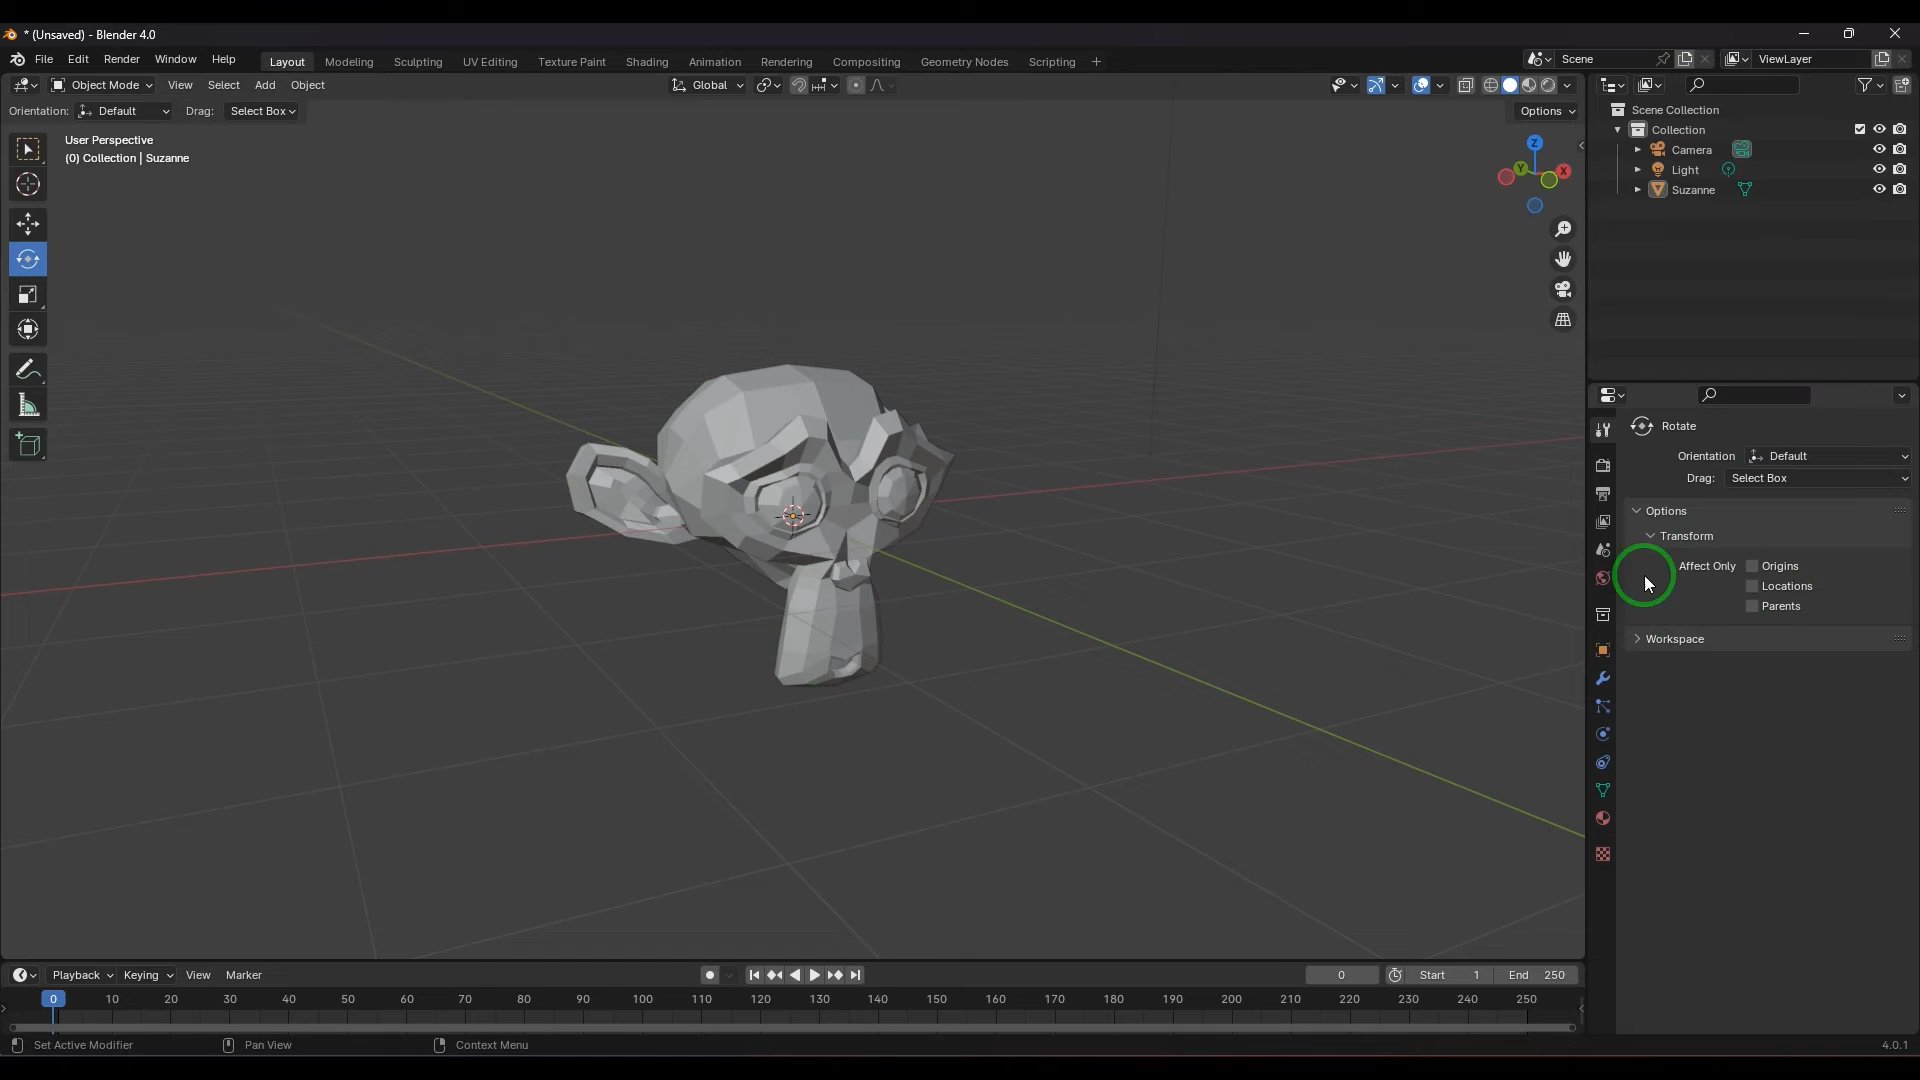 * (Unsaved) - Blender 4.0
File Edit Render Window Help Layout Modeling Sculpting UV Editing Texture Paint Shading Animation Rendering Compositing Geometry Nodes Scripting + Scene ViewLayer
Object Mode View Select Add Object Global
Orientation: Default Drag: Select Box Options
User Perspective
(0) Collection | Suzanne
Z
Y X
Scene Collection
Collection
Camera
Light
Suzanne
Rotate
Orientation Default
Drag: Select Box
Options
Transform
Affect Only Origins
Locations
Parents
Workspace
Playback Keying View Marker 0 Start 1 End 250
0 10 20 30 40 50 60 70 80 90 100 110 120 130 140 150 160 170 180 190 200 210 220 230 240 250
Set Active Modifier Pan View Context Menu 4.0.1